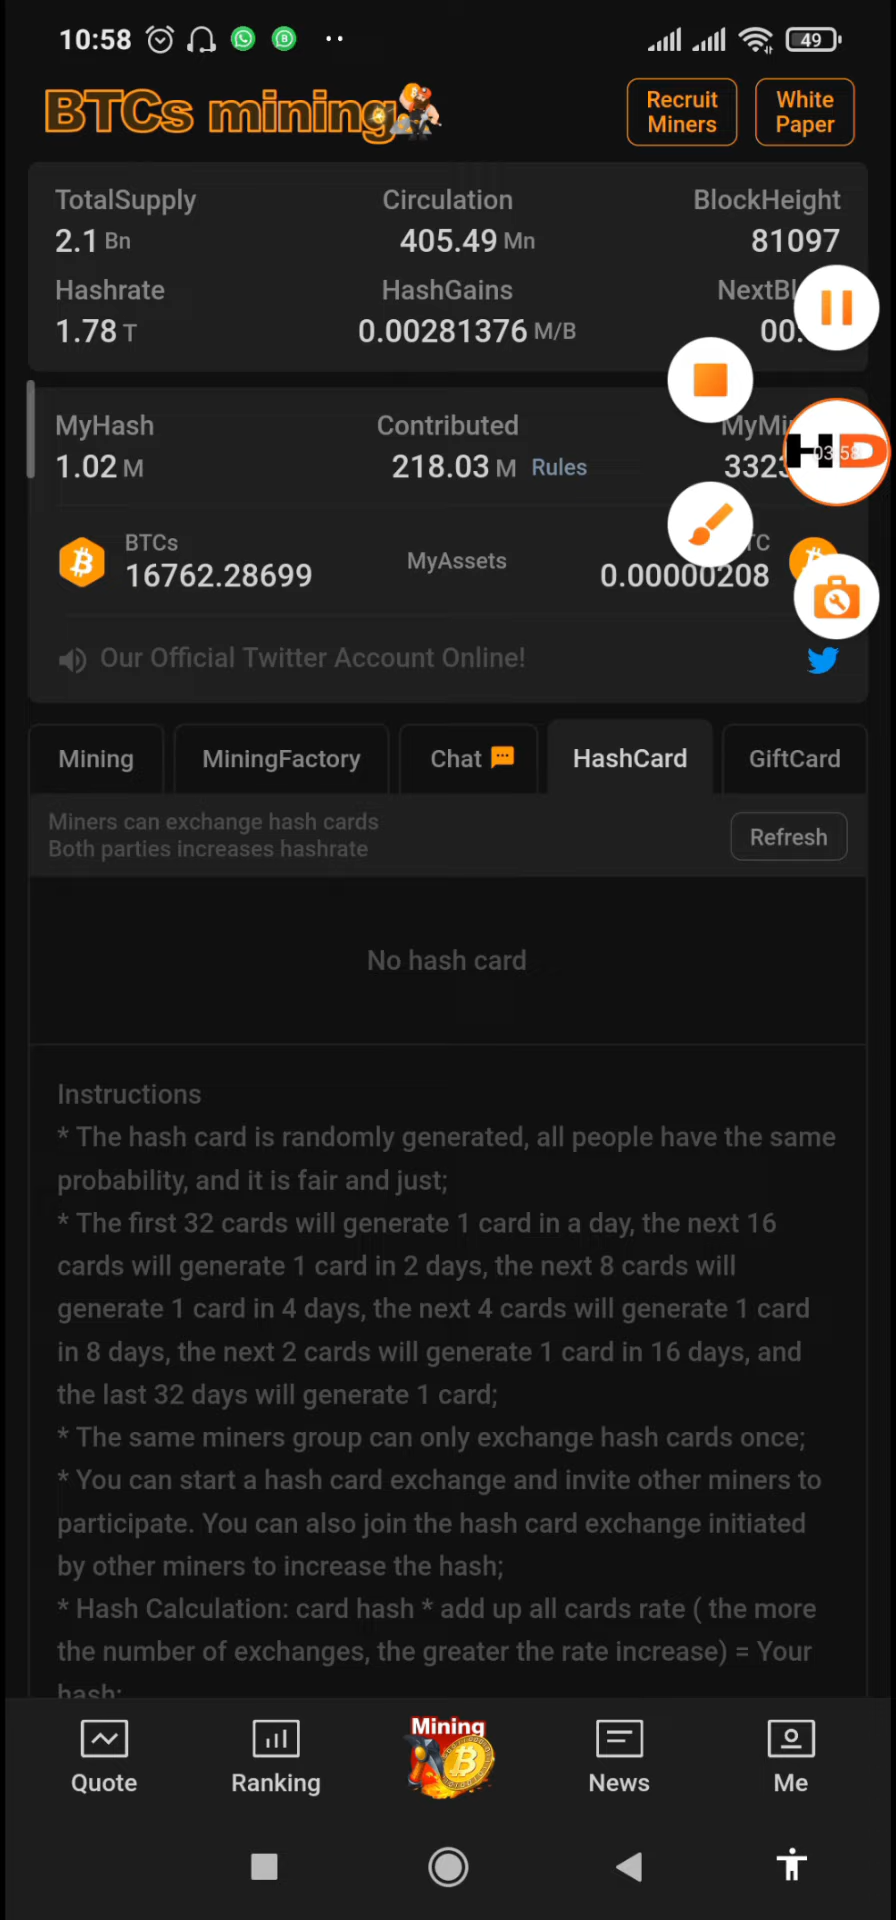 10:58
49
BTCs mining
Recruit
Miners
White
Paper
TotalSupply
Circulation
BlockHeight
2.1 Bn
405.49 Mn
81097
Hashrate
HashGains
NextBl
1.78 T
0.00281376 M/B
00:
MyHash
Contributed
MyMi
1.02 M
218.03 M Rules
332
HD
03:58
BTCs
16762.28699
MyAssets
TC
0.00000208
Our Official Twitter Account Online!
Mining
MiningFactory
Chat
HashCard
GiftCard
Miners can exchange hash cards
Both parties increases hashrate
Refresh
No hash card
Instructions
* The hash card is randomly generated, all people have the same
probability, and it is fair and just;
* The first 32 cards will generate 1 card in a day, the next 16
cards will generate 1 card in 2 days, the next 8 cards will
generate 1 card in 4 days, the next 4 cards will generate 1 card
in 8 days, the next 2 cards will generate 1 card in 16 days, and
the last 32 days will generate 1 card;
* The same miners group can only exchange hash cards once;
* You can start a hash card exchange and invite other miners to
participate. You can also join the hash card exchange initiated
by other miners to increase the hash;
* Hash Calculation: card hash * add up all cards rate ( the more
the number of exchanges, the greater the rate increase) = Your
hash;
Mining
Quote
Ranking
News
Me